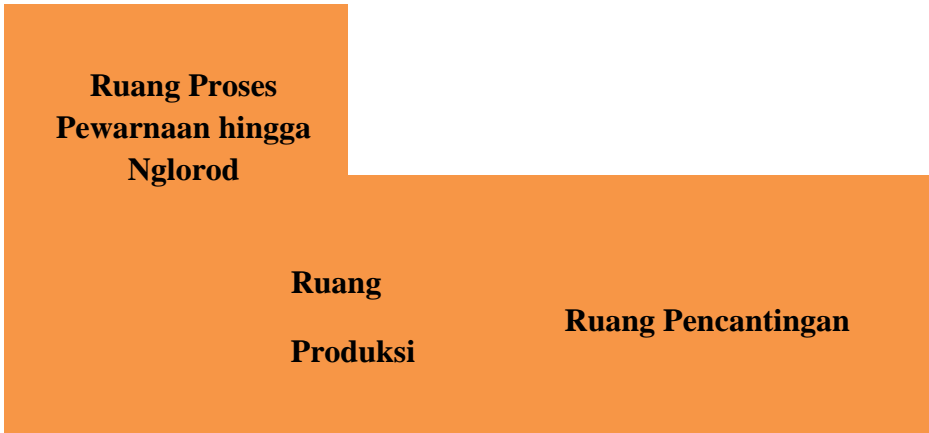 Ruang Proses
Pewarnaan hingga
Nglorod
Ruang
Produksi
Ruang Pencantingan